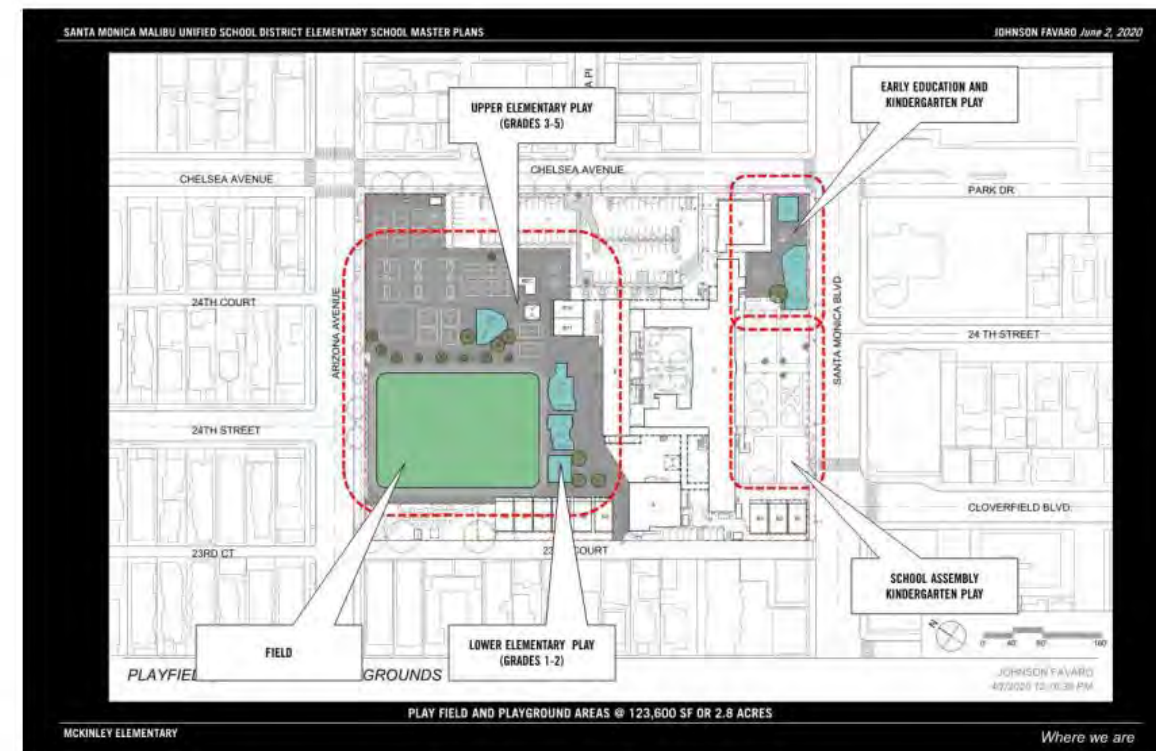 SANTA MONICA MALIBU UNIFIED SCHOOL DISTRICT ELEMENTARY SCHOOL MASTER PLANS
JOHNSON FAVARO June 2, 2020
UPPER ELEMENTARY PLAY
(GRADES 3-5)
EARLY EDUCATION AND
KINDERGARTEN PLAY
CHELSEA AVENUE
CHELSEA AVENUE
PARK DR
24TH COURT
ARIZONA AVENUE
SANTA MONICA BLVD
24 TH STREET
24TH STREET
CLOVERFIELD BLVD.
23RD CT
COURT
SCHOOL ASSEMBLY
KINDERGARTEN PLAY
FIELD
LOWER ELEMENTARY PLAY
(GRADES 1-2)
N
0' 40' 80' 160'
GROUNDS
JOHNSON FAVARO
PLAY FIELD AND PLAYGROUND AREAS @ 123,600 SF OR 2.8 ACRES
MCKINLEY ELEMENTARY
Where we are